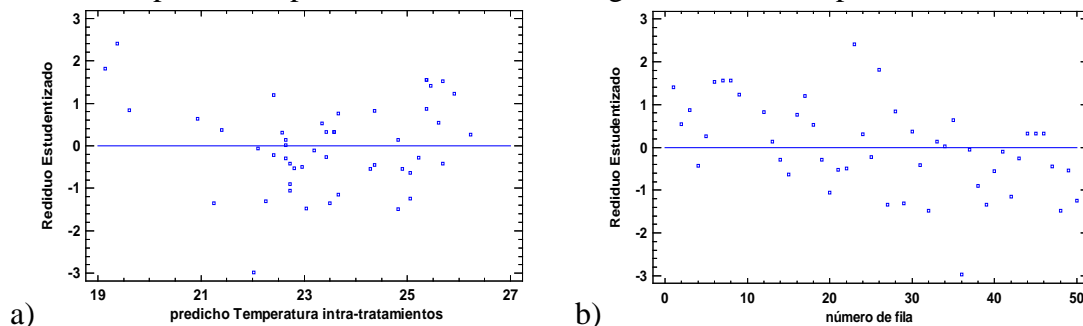 3
2
1
0
-1
-2
-3
Rediduo Estudentizado
19 21 23 25 27
predicho Temperatura intra-tratamientos
a)
3
2
1
0
-1
-2
-3
Rediduo Estudentizado
0 10 20 30 40 50
número de fila
b)